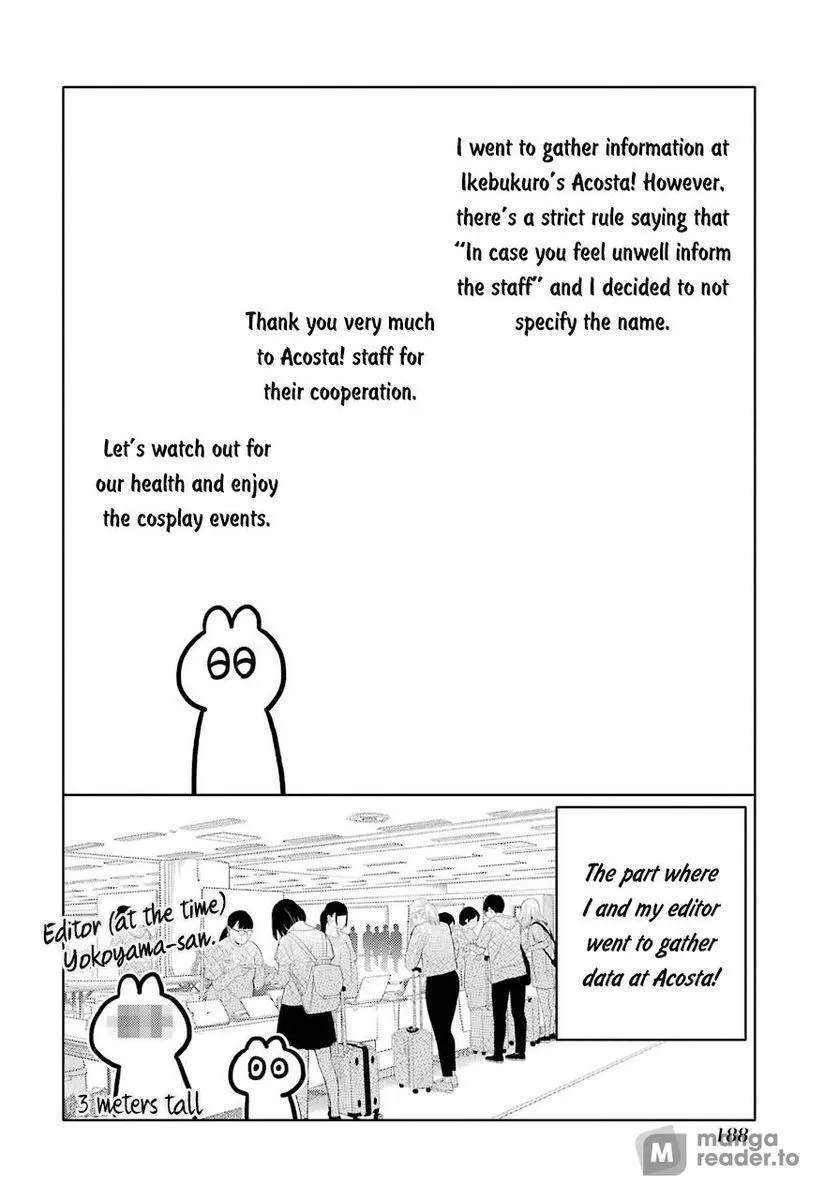 I went to gather information at
Ikebukuro's Acosta! However,
there's a strict rule saying that
"In case you feel unwell inform
the staff" and I decided to not
specify the name.
Thank you very much
to Acosta! staff for
their cooperation.
Let's watch out for
our health and enjoy
the cosplay events.
The part where
I and my editor
went to gather
data at Acosta!
Editor (at the time)
Yokoyama-san.
3 meters tall
188
M manga
reader.to